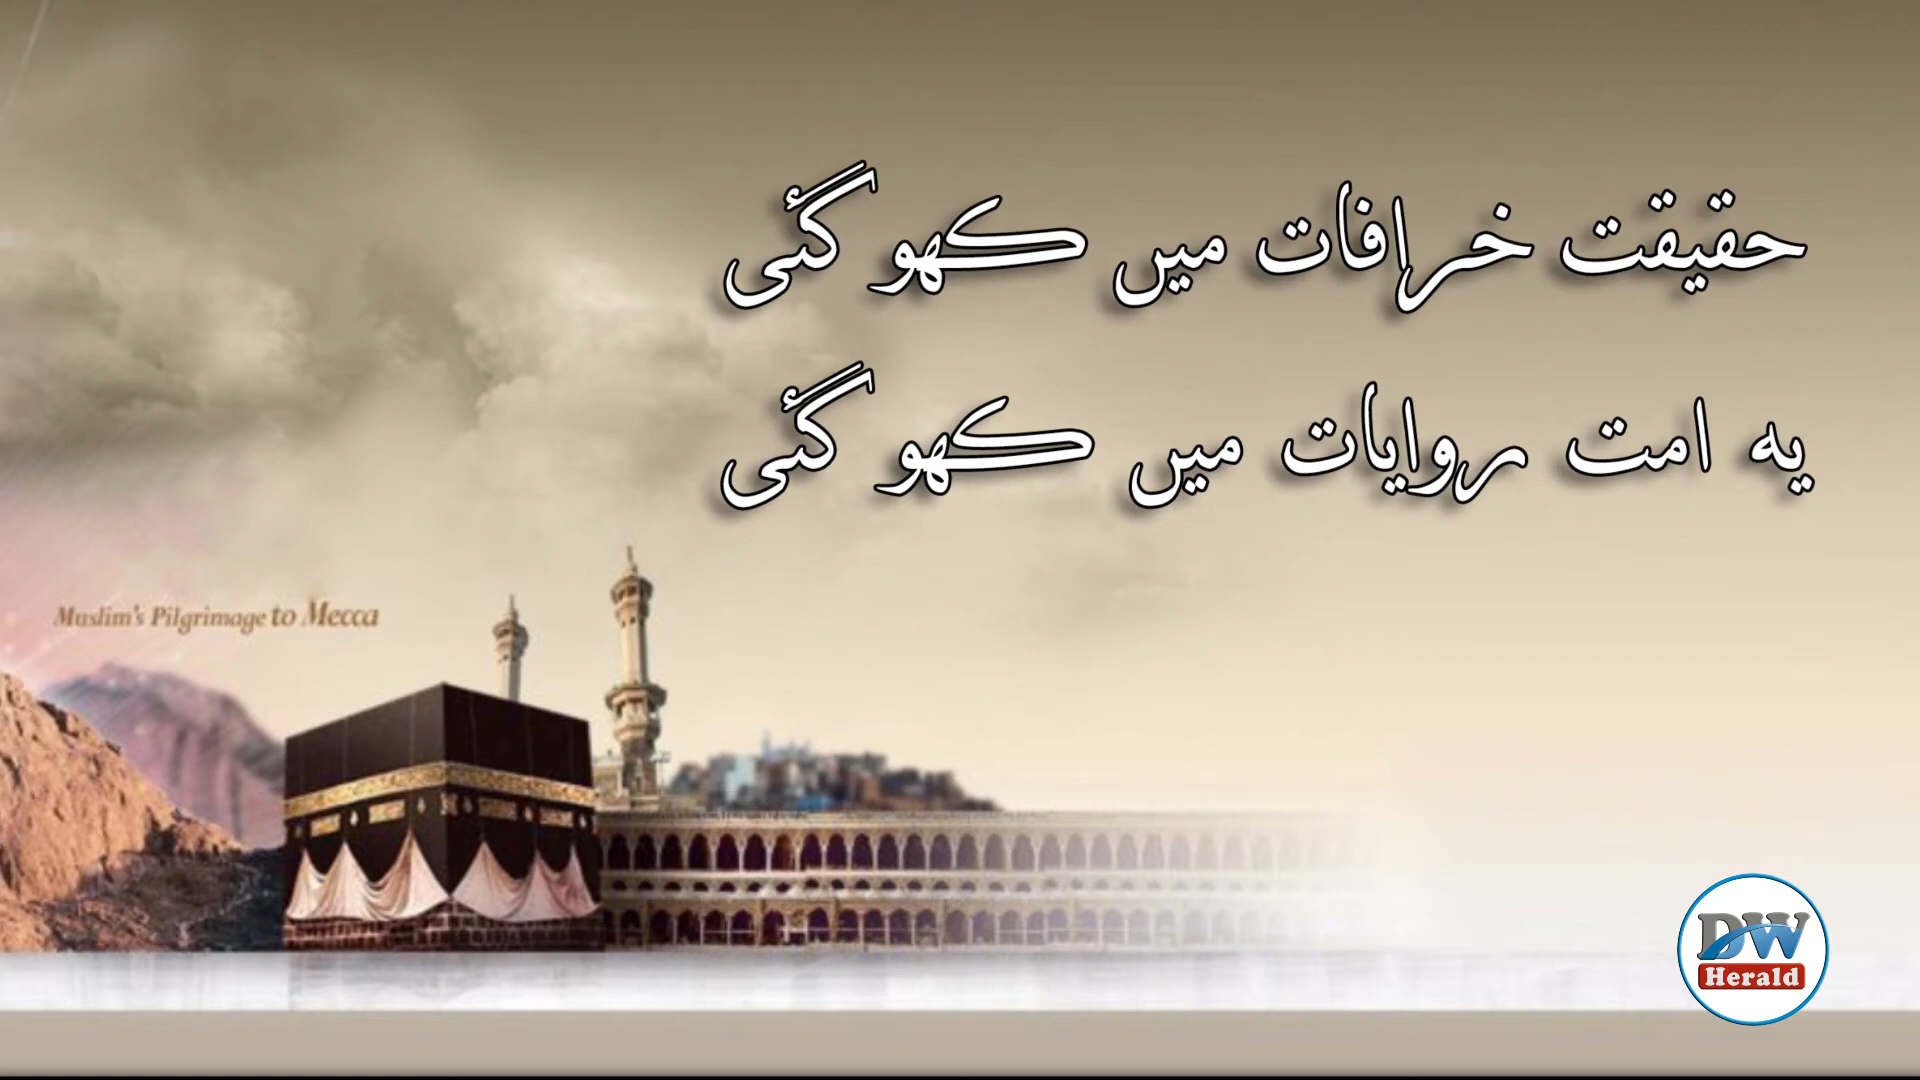 حقیقت خرافات میں کھو گئی
یہ امت روایات میں کھو گئی
Muslim's Pilgrimage to Mecca
DW
Herald